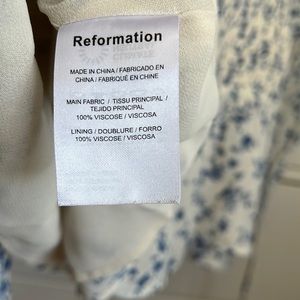 Reformation
MADE IN CHINA / FABRICADO EN
CHINA / FABRIQUÉ EN CHINE
MAIN FABRIC / TISSU PRINCIPAL /
TEJIDO PRINCIPAL
100% VISCOSE / VISCOSA
LINING / DOUBLURE / FORRO
100% VISCOSE / VISCOSA